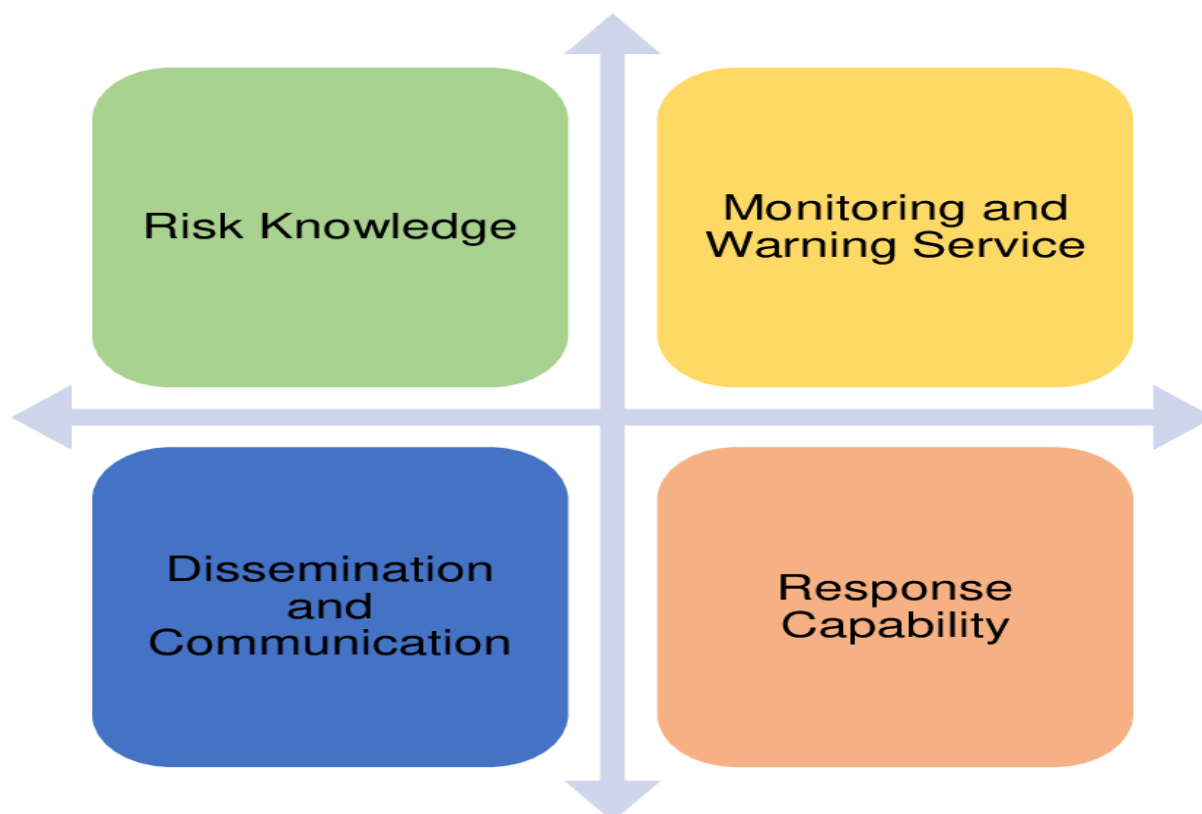 Risk Knowledge
Monitoring and
Warning Service
Dissemination
and
Communication
Response
Capability